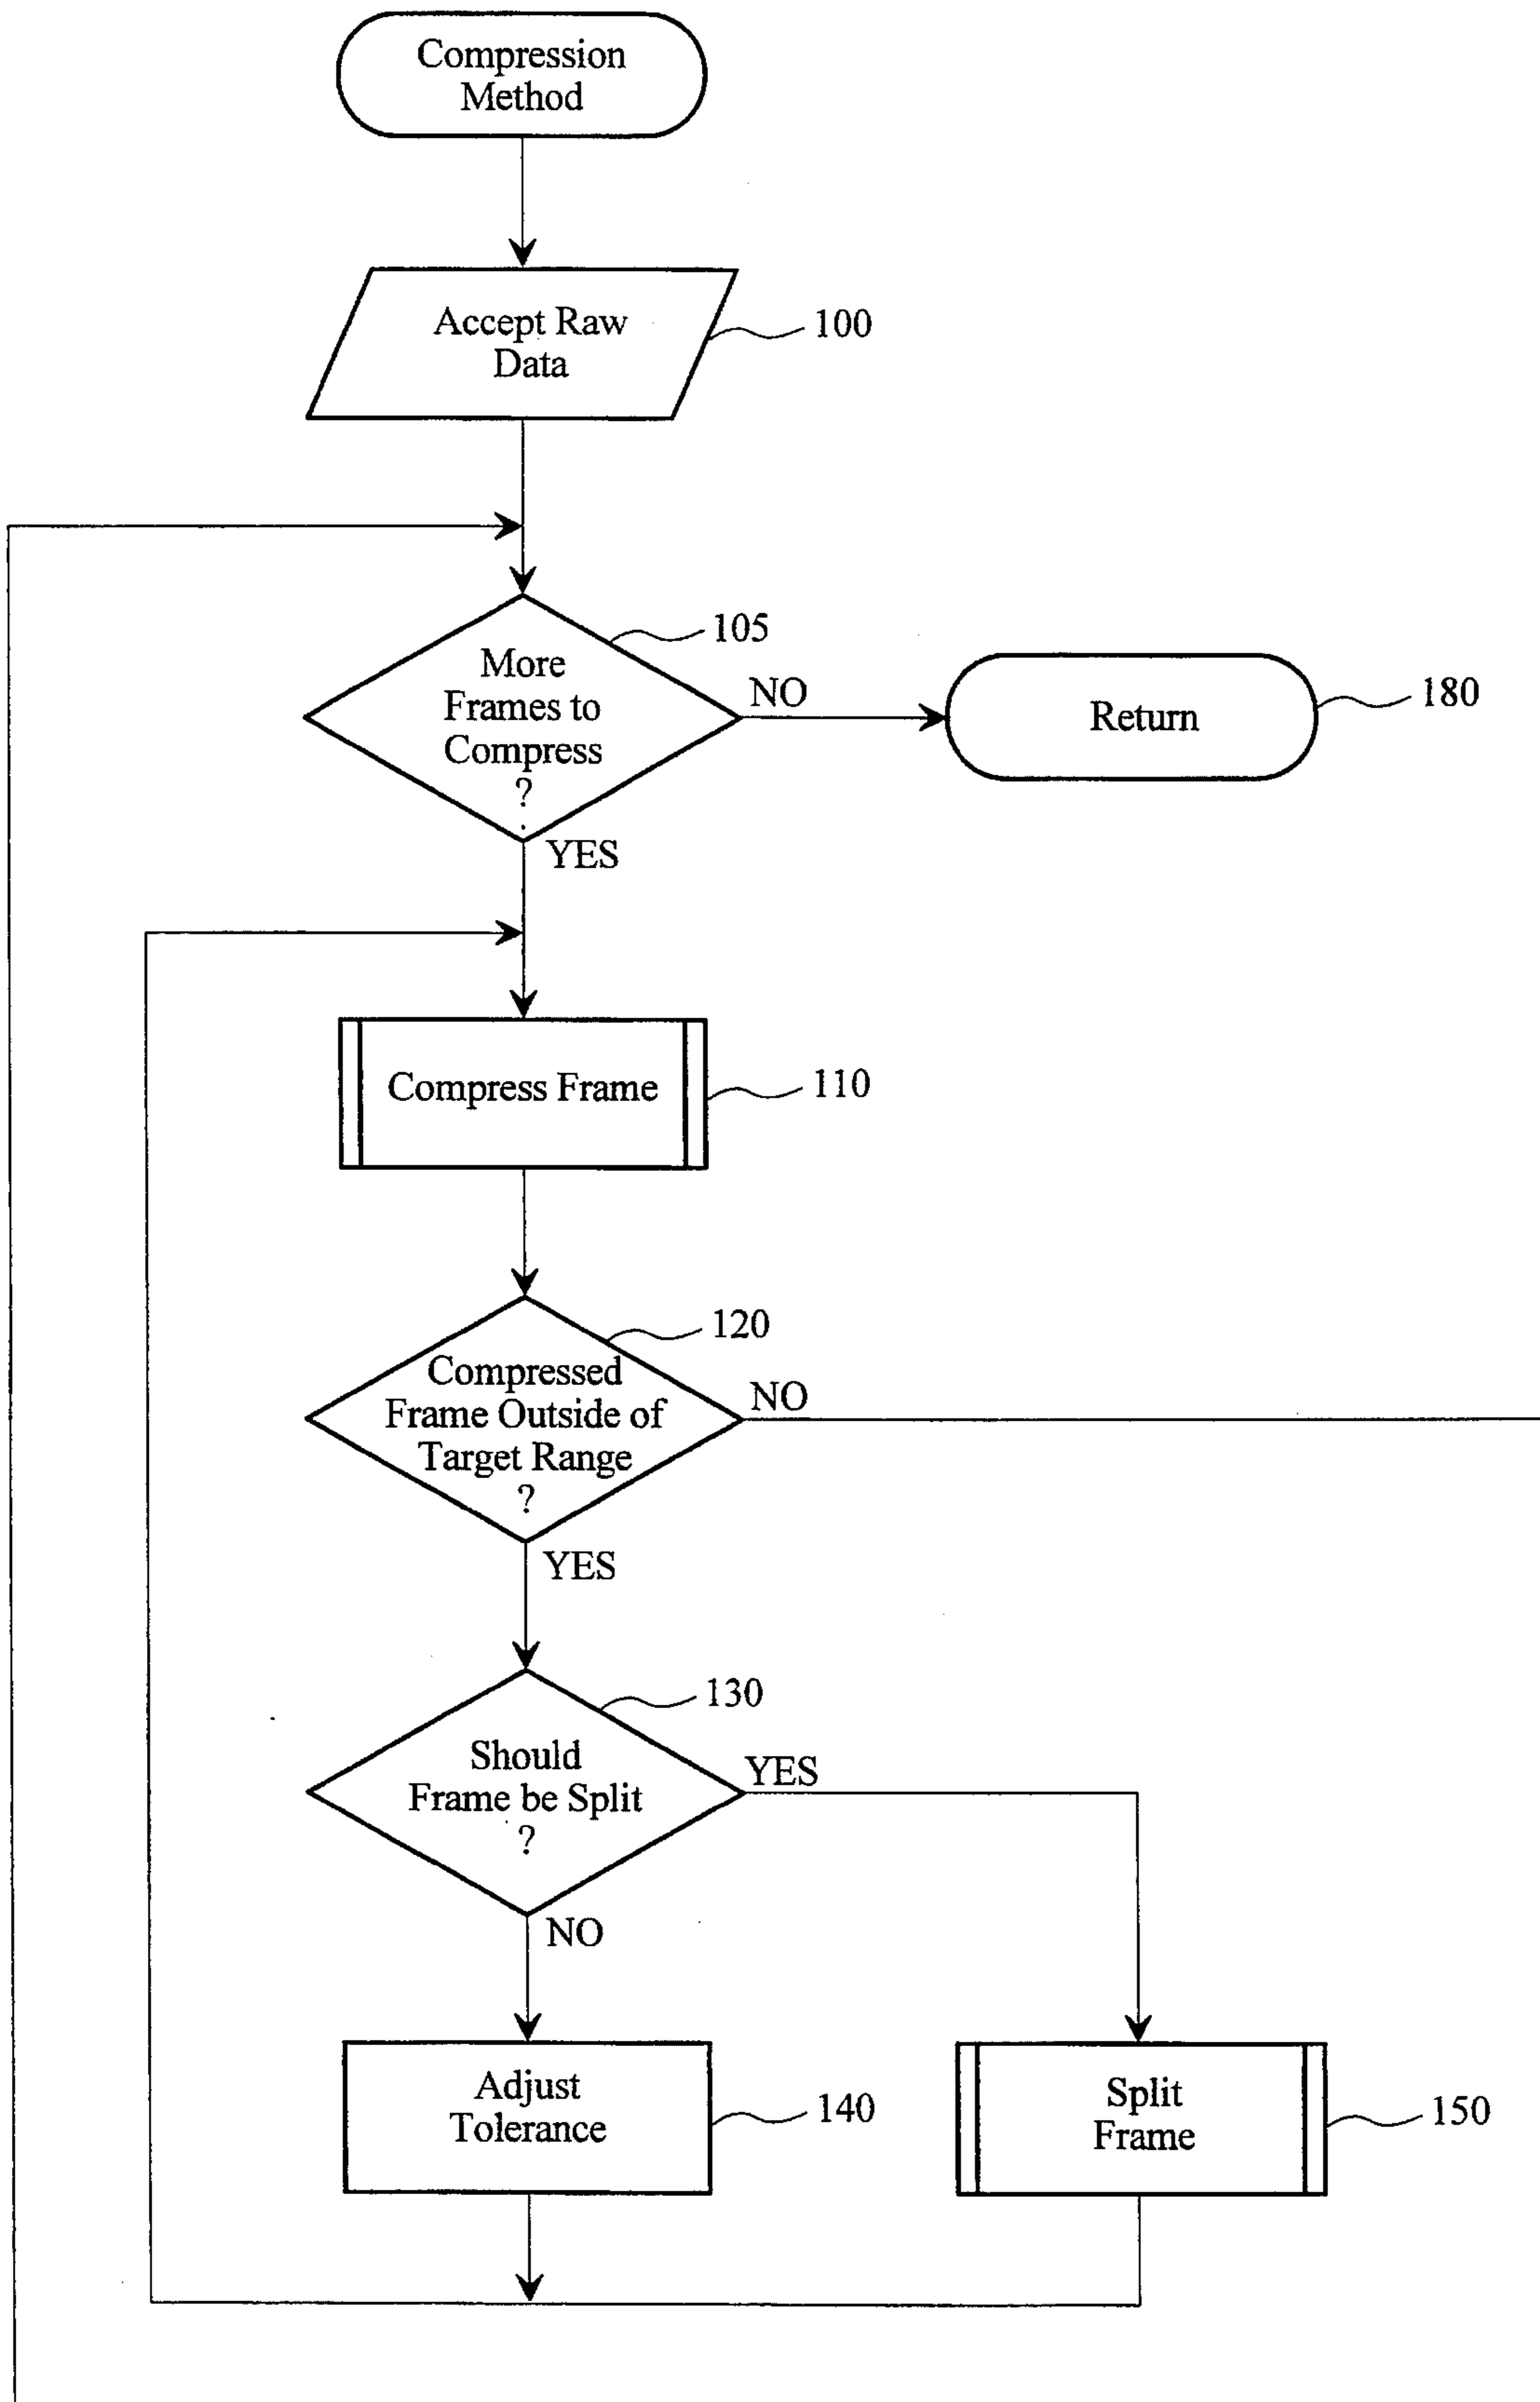 Compression
Method
Accept Raw
Data
100
105
More
Frames to
Compress
?
NO
Return
180
YES
Compress Frame
110
120
Compressed
Frame Outside of
Target Range
?
NO
YES
130
Should
Frame be Split
?
YES
NO
Adjust
Tolerance
140
Split
Frame
150